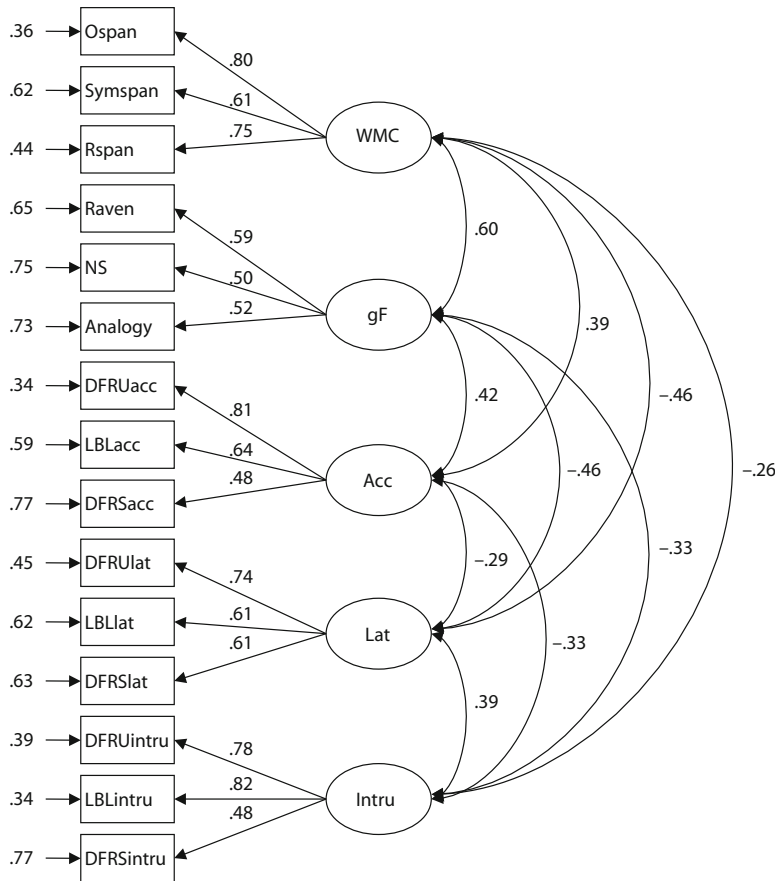 .36 Ospan
.80
.62 Symspan
.61
WMC
.44 Rspan
.75
.65 Raven
.59
.60
.75 NS
.50
gF
.73 Analogy
.52
.39
.34 DFRUacc
.81
.42
–.46
.59 LBLacc
.64
–.46
–.26
Acc
.77 DFRSacc
.48
–.33
.45 DFRUlat
.74
–.29
.62 LBLlat
.61
Lat
–.33
.63 DFRSlat
.61
.39
.39 DFRUintru
.78
.34 LBLintru
.82
Intru
.77 DFRSintru
.48